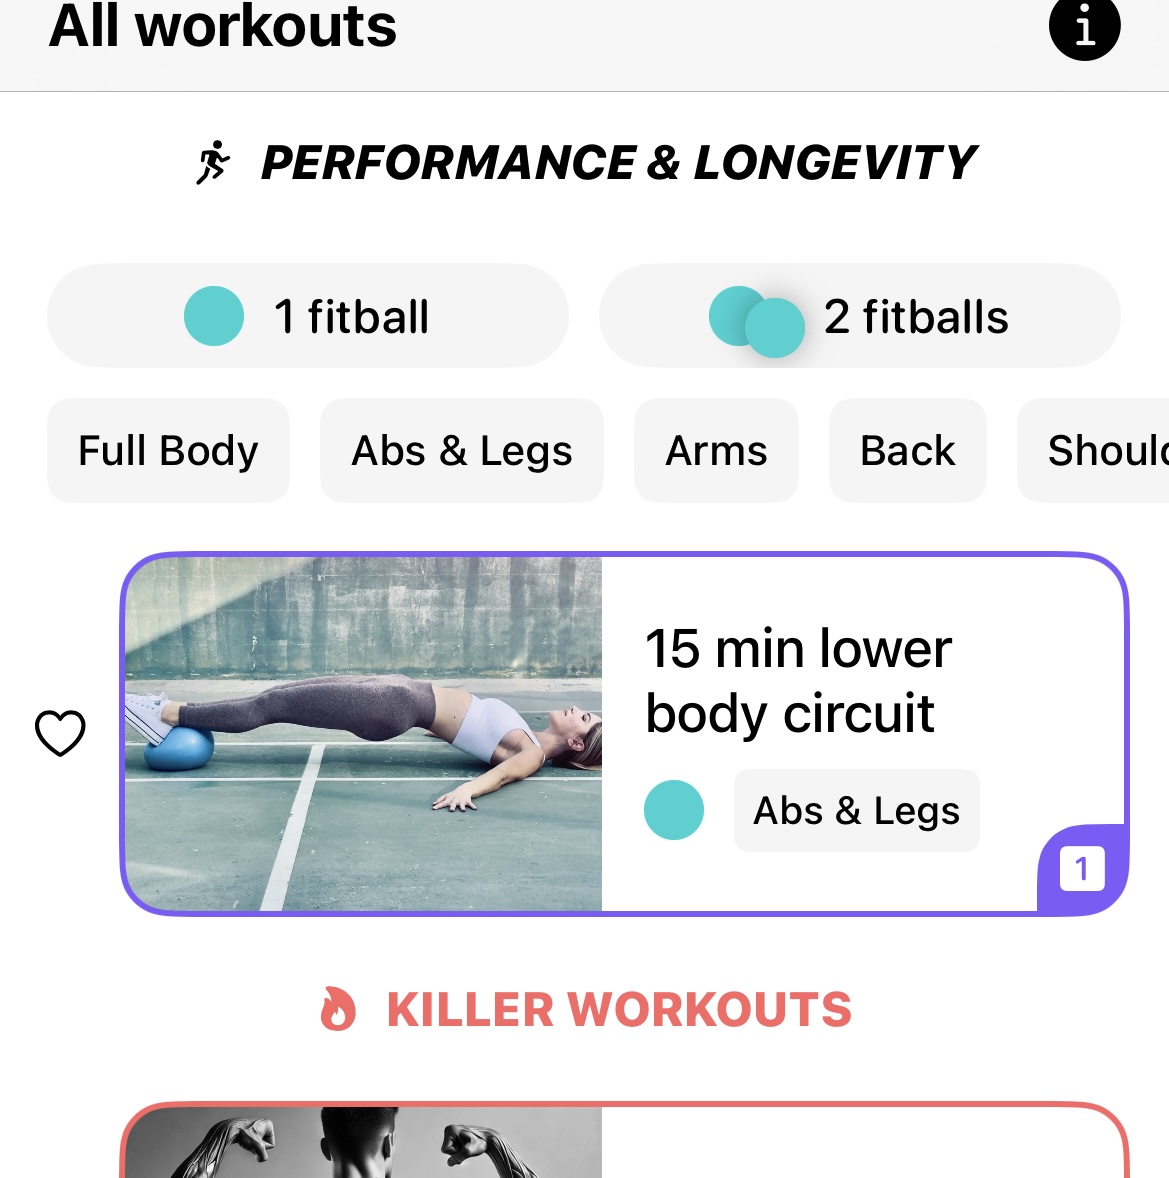 All workouts
PERFORMANCE & LONGEVITY
1 fitball
2 fitballs
Full Body
Abs & Legs
Arms
Back
Should
15 min lower
body circuit
Abs & Legs
1
KILLER WORKOUTS